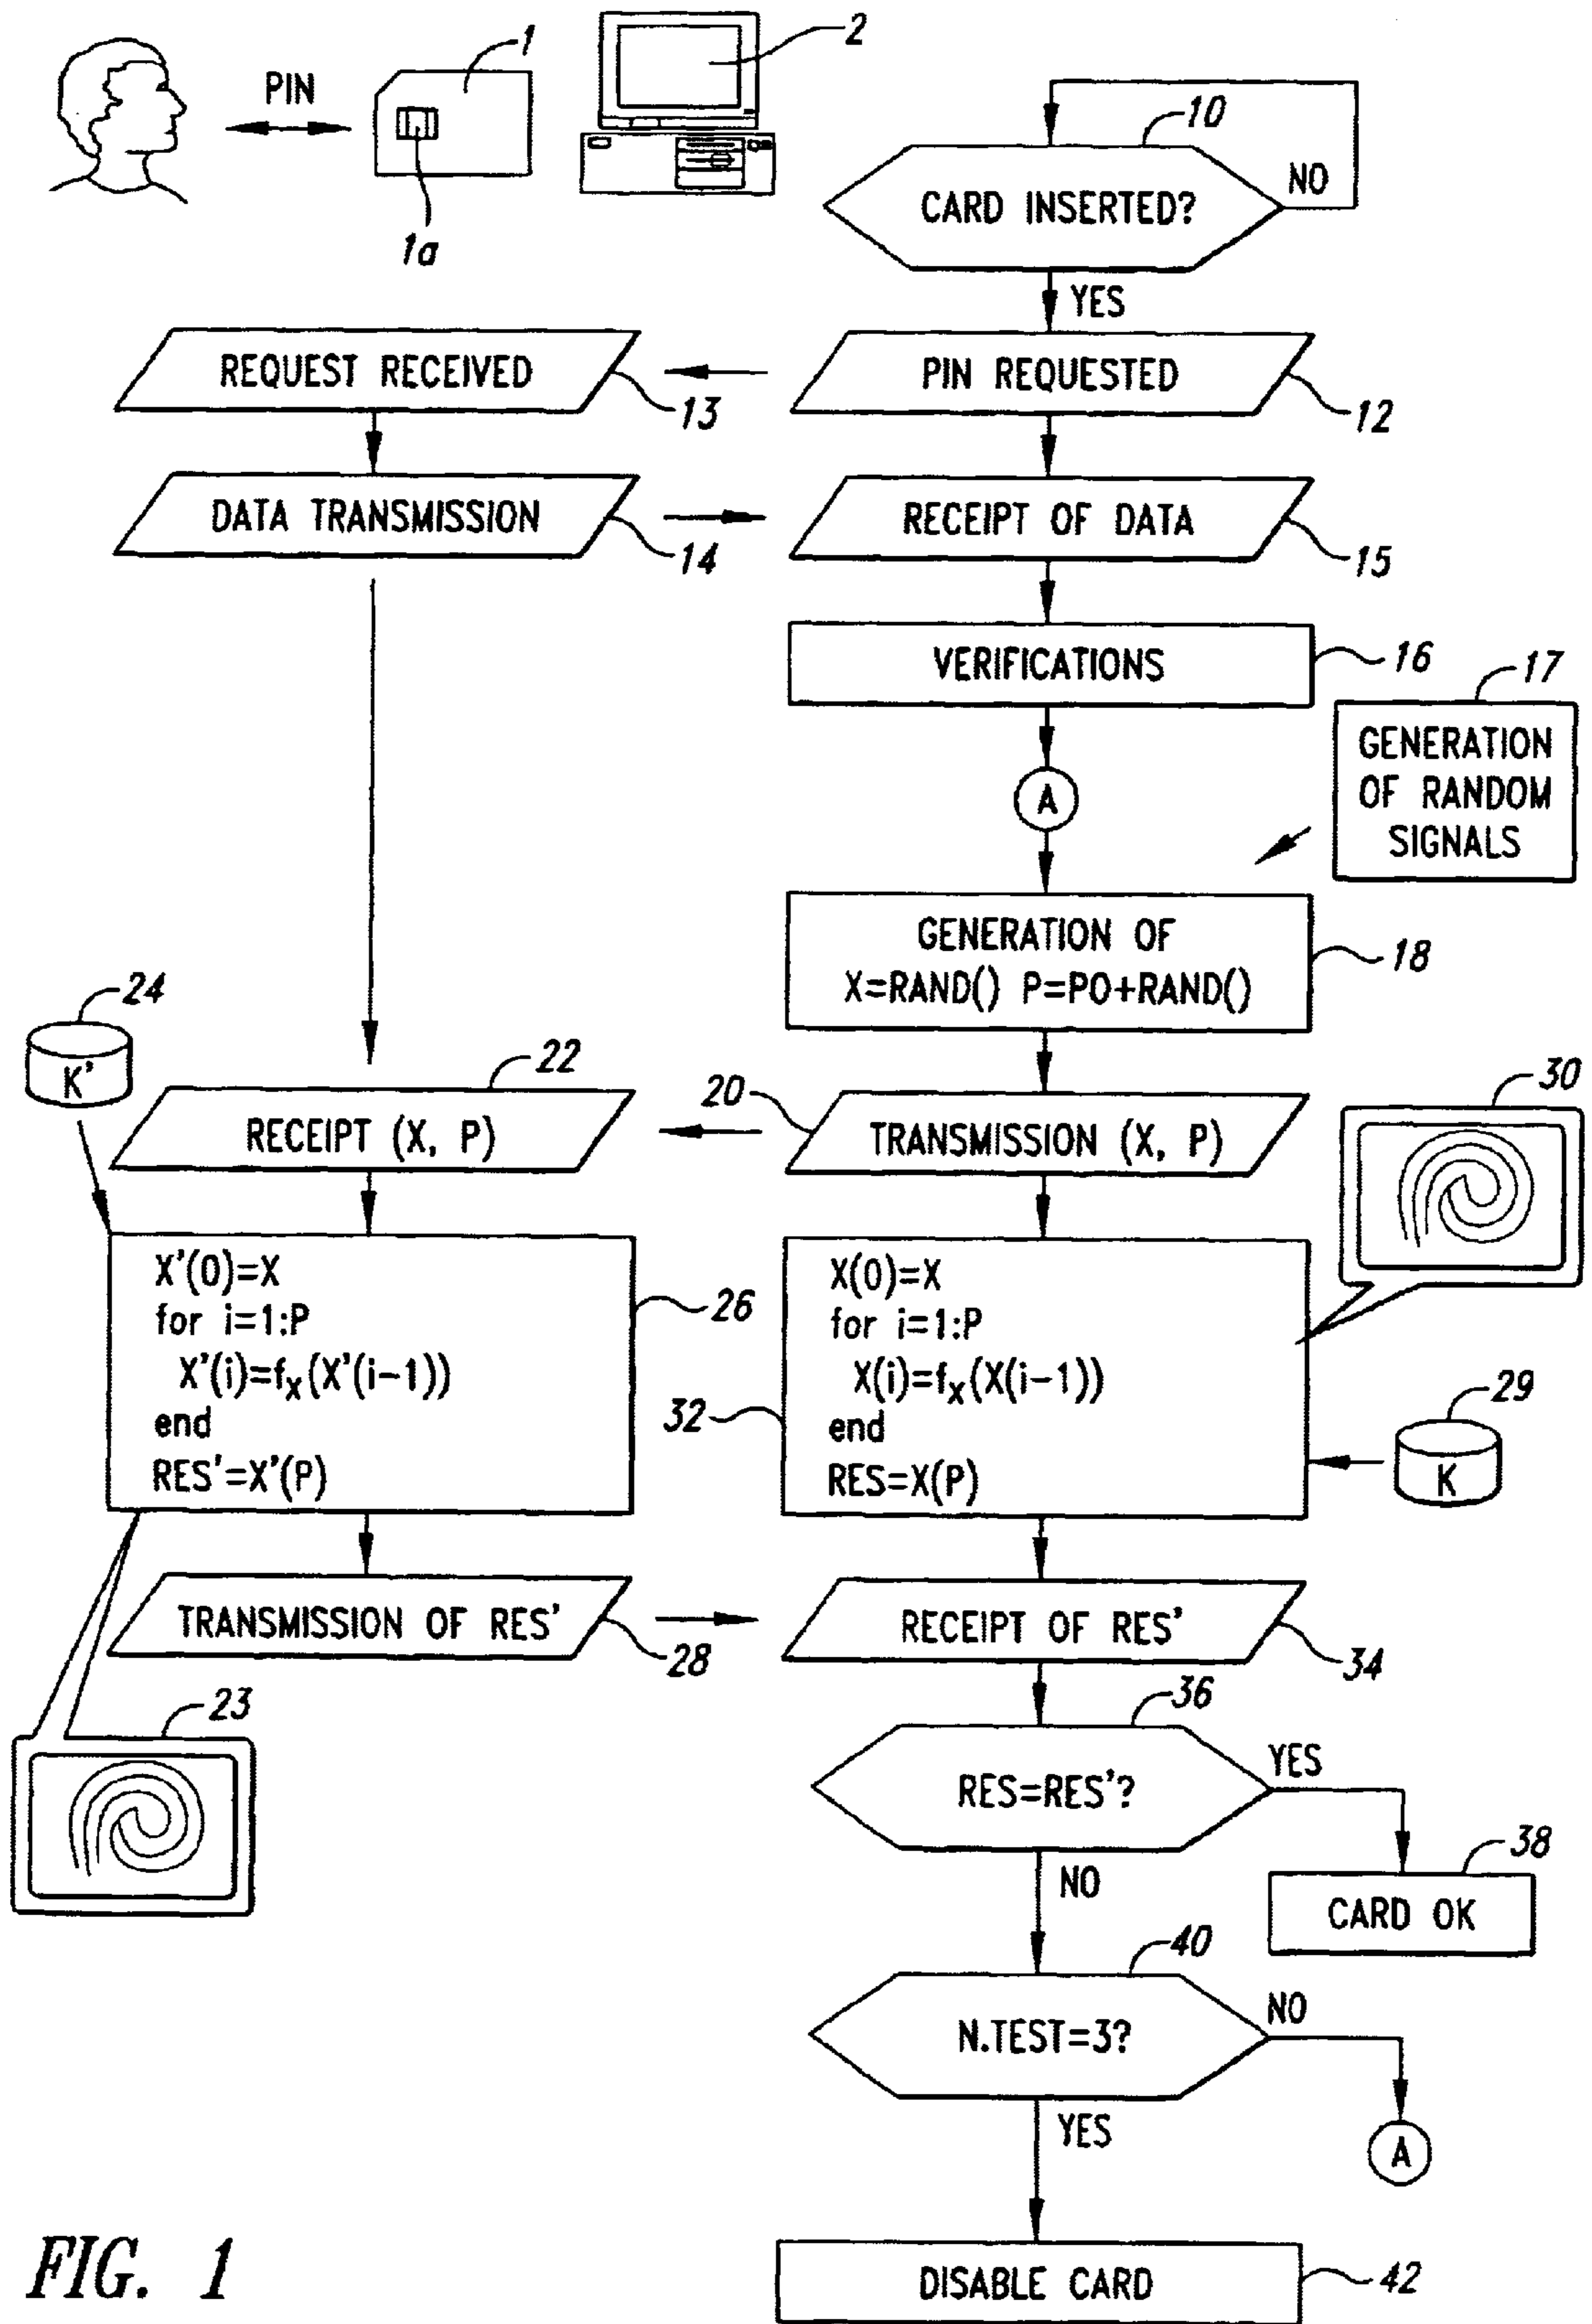 1
2
PIN
1a
10
CARD INSERTED?
NO
YES
REQUEST RECEIVED
13
PIN REQUESTED
12
DATA TRANSMISSION
14
RECEIPT OF DATA
15
VERIFICATIONS
16
17
GENERATION
OF RANDOM
SIGNALS
A
GENERATION OF
X=RAND() P=PO+RAND()
18
24
K'
22
RECEIPT (X, P)
20
TRANSMISSION (X, P)
30
X'(0)=X
for i=1:P
X'(i)=fx(X'(i-1))
end
RES'=X'(P)
26
X(0)=X
for i=1:P
X(i)=fx(X(i-1))
end
RES=X(P)
32
29
K
TRANSMISSION OF RES'
28
RECEIPT OF RES'
34
23
36
RES=RES'?
YES
NO
38
CARD OK
40
N.TEST=3?
NO
YES
A
DISABLE CARD
42
FIG. 1